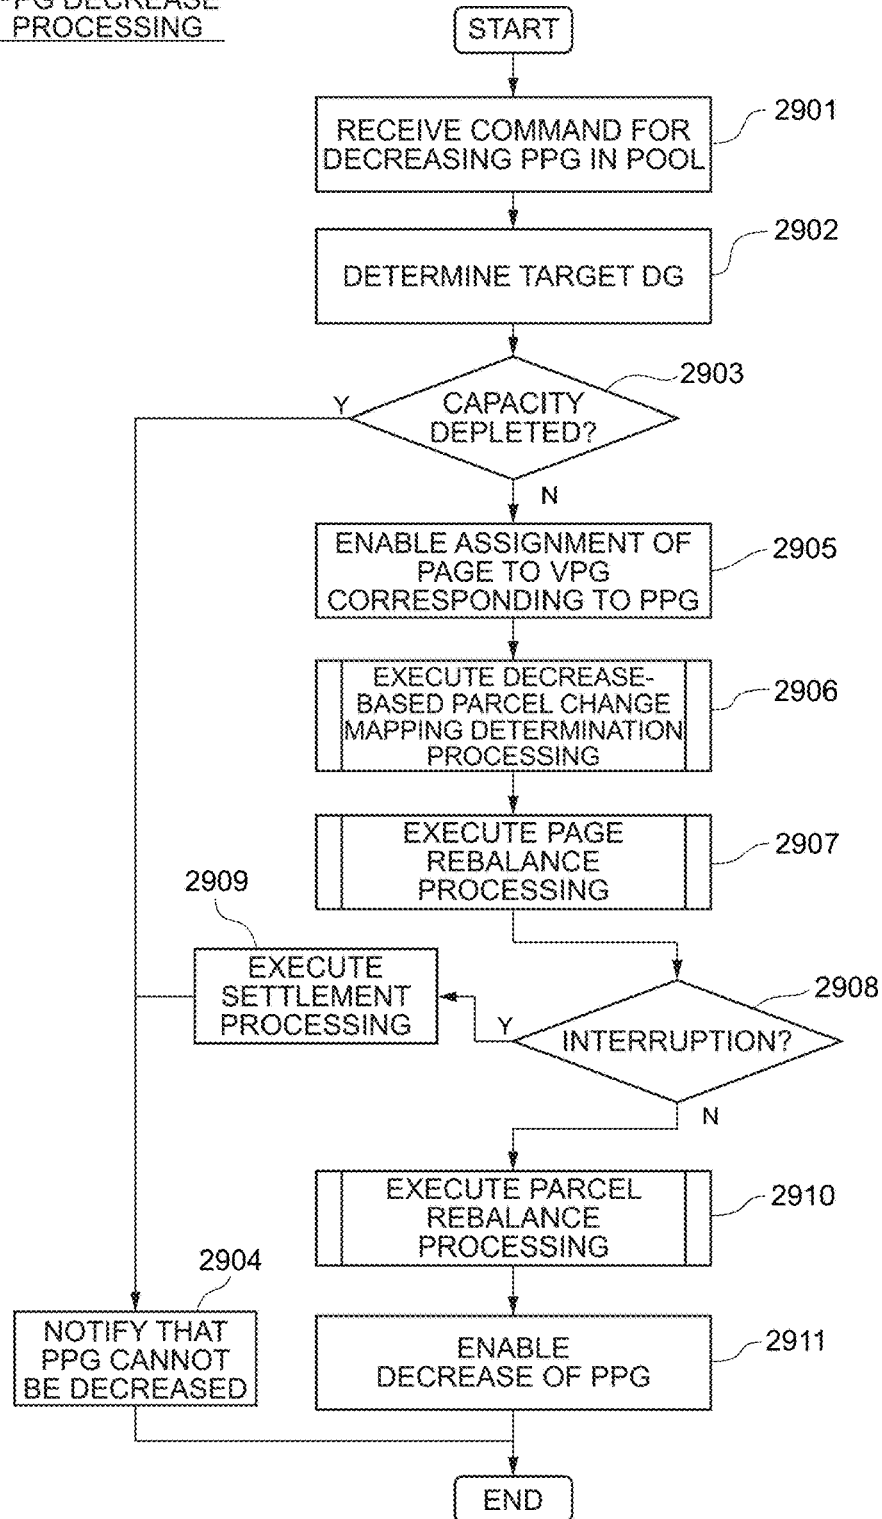 PPG DECREASE
PROCESSING
START
RECEIVE COMMAND FOR
DECREASING PPG IN POOL
2901
DETERMINE TARGET DG
2902
CAPACITY
DEPLETED?
2903
Y
N
ENABLE ASSIGNMENT OF
PAGE TO VPG
CORRESPONDING TO PPG
2905
EXECUTE DECREASE-
BASED PARCEL CHANGE
MAPPING DETERMINATION
PROCESSING
2906
EXECUTE PAGE
REBALANCE
PROCESSING
2907
2909
EXECUTE
SETTLEMENT
PROCESSING
Y
INTERRUPTION?
2908
N
EXECUTE PARCEL
REBALANCE
PROCESSING
2910
2904
NOTIFY THAT
PPG CANNOT
BE DECREASED
ENABLE
DECREASE OF PPG
2911
END